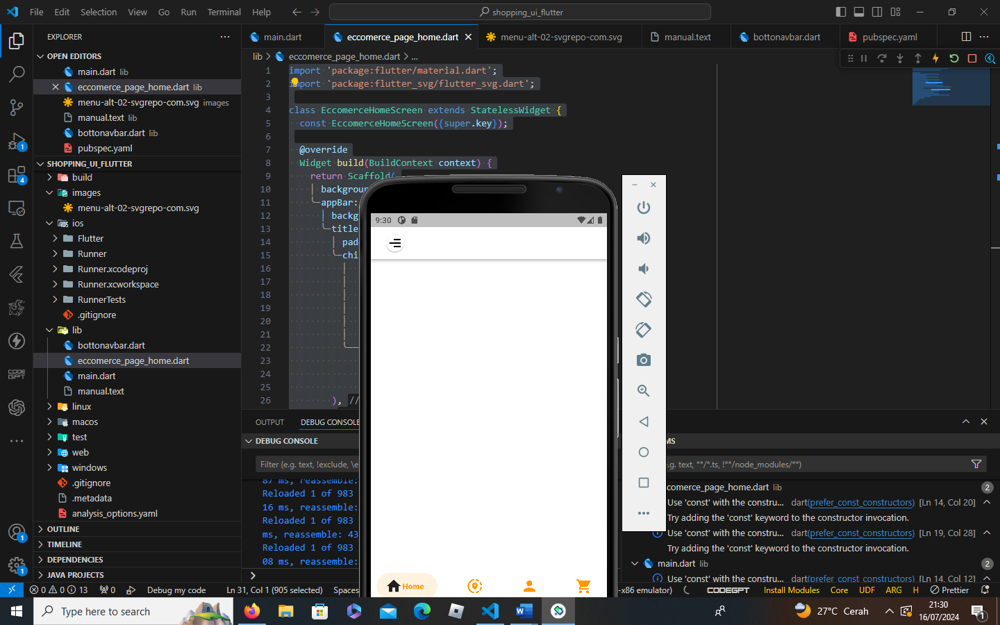 File Edit Selection View Go Run Terminal Help
shopping_ui_flutter
EXPLORER
OPEN EDITORS
main.dart lib
eccomerce_page_home.dart lib
menu-alt-02-svgrepo-com.svg images
manual.text lib
bottonavbar.dart lib
pubspec.yaml
SHOPPING_UI_FLUTTER
build
images
menu-alt-02-svgrepo-com.svg
ios
Flutter
Runner
Runner.xcodeproj
Runner.xcworkspace
RunnerTests
.gitignore
lib
bottonavbar.dart
eccomerce_page_home.dart
main.dart
manual.text
linux
macos
test
web
windows
.gitignore
.metadata
analysis_options.yaml
OUTLINE
TIMELINE
DEPENDENCIES
JAVA PROJECTS
1
4
1
1
CODE
GPT
main.dart
eccomerce_page_home.dart
menu-alt-02-svgrepo-com.svg
manual.text
bottonavbar.dart
pubspec.yaml
lib > eccomerce_page_home.dart > ...
1 import 'package:flutter/material.dart';
2 import 'package:flutter_svg/flutter_svg.dart';
3
4 class EccomerceHomeScreen extends StatelessWidget {
5 const EccomerceHomeScreen({super.key});
6
7 @override
8 Widget build(BuildContext context) {
9 return Scaffold(
10 backgroun
11 appBar:
12 backg
13 title
14 pad
15 chi
16
17
18
19
20
21
22
23
24
25
26 ), //
9:30
Home
OUTPUT
DEBUG CONSOLE
DEBUG CONSOLE
Filter (e.g. text, !exclude, \e
87 ms, reassemble:
Reloaded 1 of 983
16 ms, reassemble:
Reloaded 1 of 983
ms, reassemble: 43
Reloaded 1 of 983
08 ms, reassemble:
MS
e.g. text, **/*.ts, !**/node_modules/**)
ccomerce_page_home.dart lib 2
Use 'const' with the constru... dart(prefer_const_constructors) [Ln 14, Col 20]
Try adding the 'const' keyword to the constructor invocation.
Use 'const' with the constru... dart(prefer_const_constructors) [Ln 19, Col 28]
Try adding the 'const' keyword to the constructor invocation.
main.dart lib 2
Use 'const' with the constru... dart(prefer_const_constructors) [Ln 14, Col 12]
0 0 13 0 Debug my code Ln 31, Col 1 (905 selected) Spaces
-x86 emulator) CODEGPT Install Modules Core UDF ARG H Prettier
Type here to search
27°C Cerah
21:30
16/07/2024
1